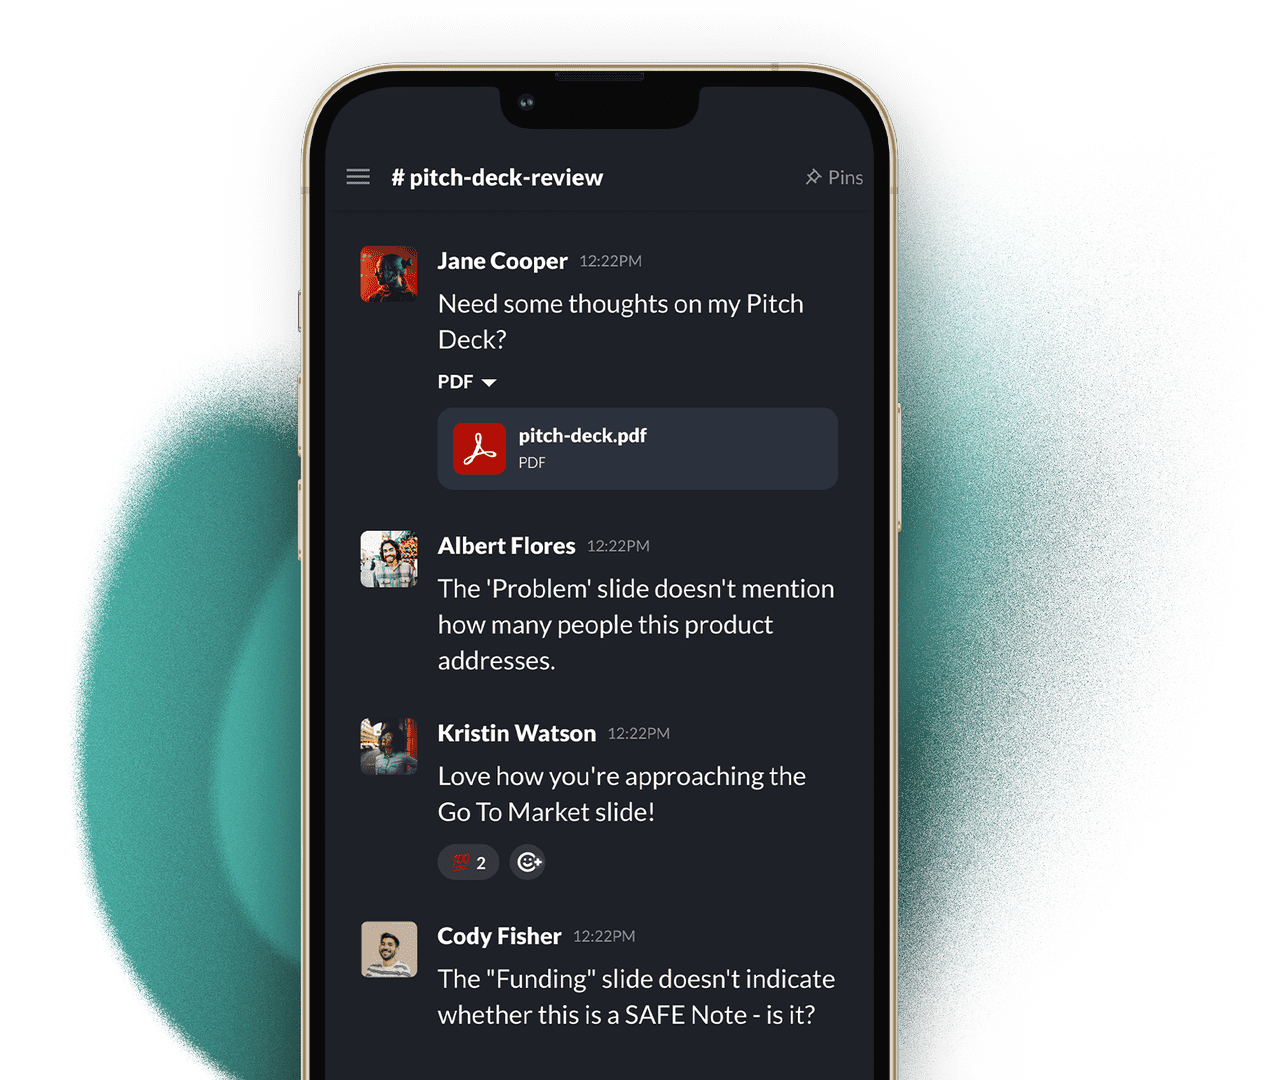 # pitch-deck-review
Pins
Jane Cooper 12:22PM
Need some thoughts on my Pitch
Deck?
PDF
pitch-deck.pdf
PDF
Albert Flores 12:22PM
The 'Problem' slide doesn't mention
how many people this product
addresses.
Kristin Watson 12:22PM
Love how you're approaching the
Go To Market slide!
💯 2
Cody Fisher 12:22PM
The "Funding" slide doesn't indicate
whether this is a SAFE Note - is it?